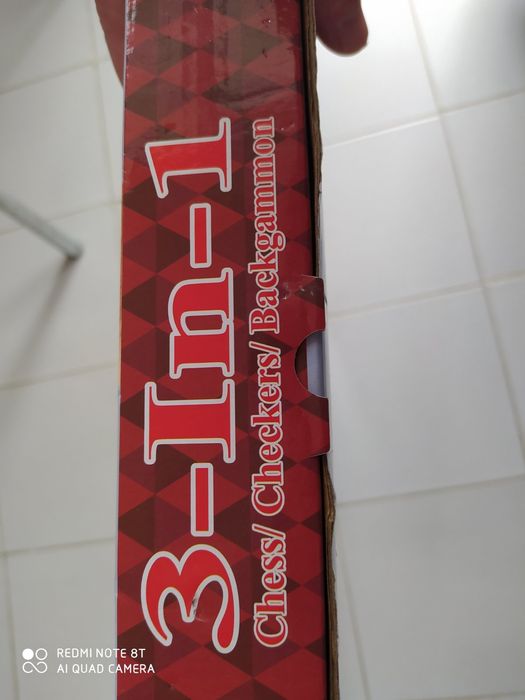 3-In-1
Chess/ Checkers/ Backgammon
REDMI NOTE 8T
AI QUAD CAMERA